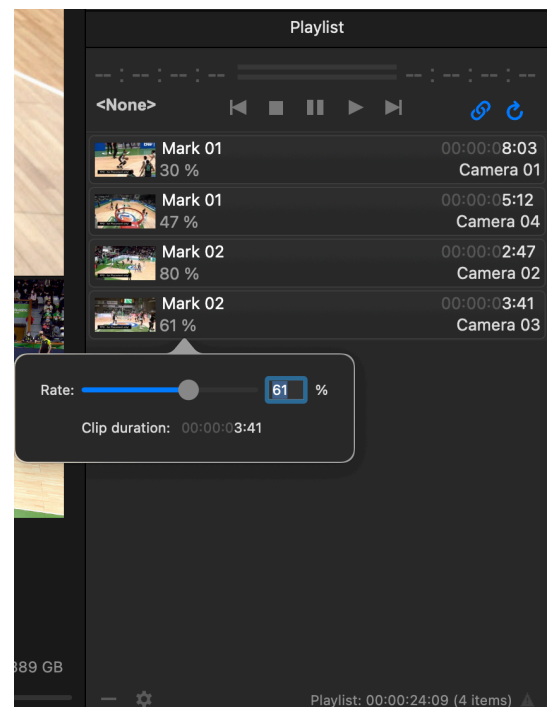 Playlist
-- : -- : -- : -- -- : -- : -- : --
<None>
Mark 01 00:00:08:03
30 % Camera 01
Mark 01 00:00:05:12
47 % Camera 04
Mark 02 00:00:02:47
80 % Camera 02
Mark 02 00:00:03:41
61 % Camera 03
Rate: 61 %
Clip duration: 00:00:03:41
389 GB
Playlist: 00:00:24:09 (4 items)